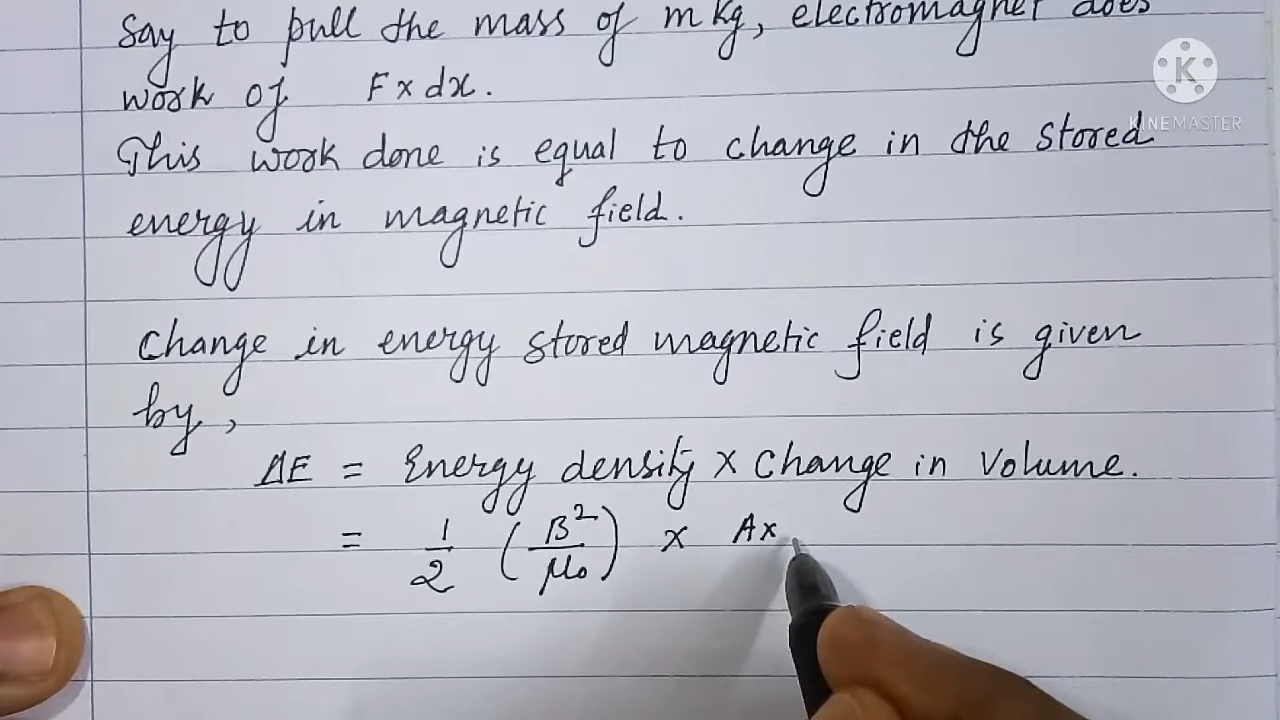 Say to pull the mass of m kg, electromagnet does
work of F x dx.
This work done is equal to change in the stored
energy in magnetic field.
Change in energy stored magnetic field is given
by,
ΔE = Energy density x Change in Volume.
= 1/2 (B²/μ₀) x Ax
K
KINEMASTER